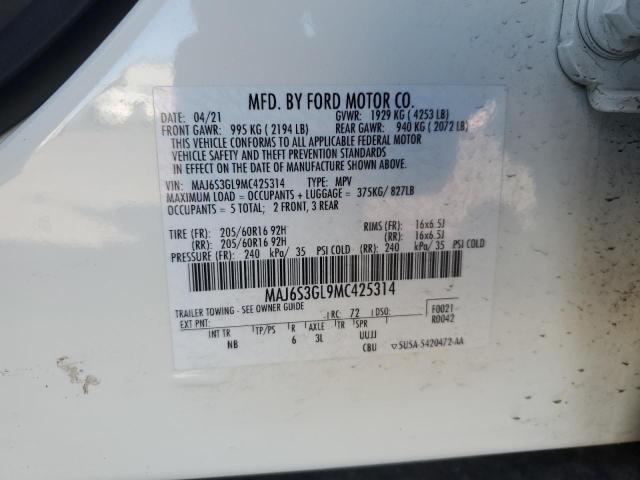 MFD. BY FORD MOTOR CO.
DATE: 04/21 GVWR: 1929 KG ( 4253 LB)
FRONT GAWR: 995 KG ( 2194 LB) REAR GAWR: 940 KG ( 2072 LB)
THIS VEHICLE CONFORMS TO ALL APPLICABLE FEDERAL MOTOR
VEHICLE SAFETY AND THEFT PREVENTION STANDARDS IN
EFFECT ON THE DATE OF MANUFACTURE SHOWN ABOVE.
VIN: MAJ6S3GL9MC425314 TYPE: MPV
MAXIMUM LOAD = OCCUPANTS + LUGGAGE = 375KG/ 827LB
OCCUPANTS = 5 TOTAL; 2 FRONT, 3 REAR
TIRE (FR): 205/60R16 92H RIMS (FR): 16x6.5J
(RR): 205/60R16 92H (RR): 16x6.5J
PRESSURE (FR): 240 kPa/ 35 PSI COLD (RR): 240 kPa/ 35 PSI COLD
MAJ6S3GL9MC425314
TRAILER TOWING - SEE OWNER GUIDE
EXT PNT: RC: 72 DSO: F0021
R0042
INT TR TP/PS R AXLE TR SPR UUJJ
NB 6 3L CBU ▽SU5A-S420472-AA